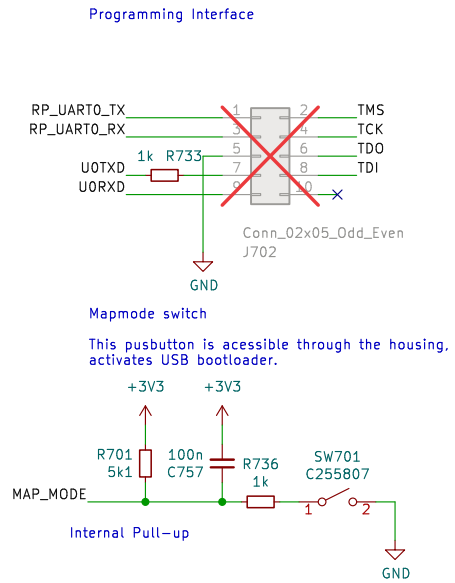 Programming Interface
RP_UART0_TX 1 2 TMS
RP_UART0_RX 3 4 TCK
5 6 TDO
1k R733
U0TXD 7 8 TDI
U0RXD 9 10
Conn_02x05_Odd_Even
J702
GND
Mapmode switch
This pusbutton is acessible through the housing,
activates USB bootloader.
+3V3 +3V3
R701 100n
5k1 C757
R736
1k
SW701
C255807
MAP_MODE
1 2
Internal Pull-up
GND